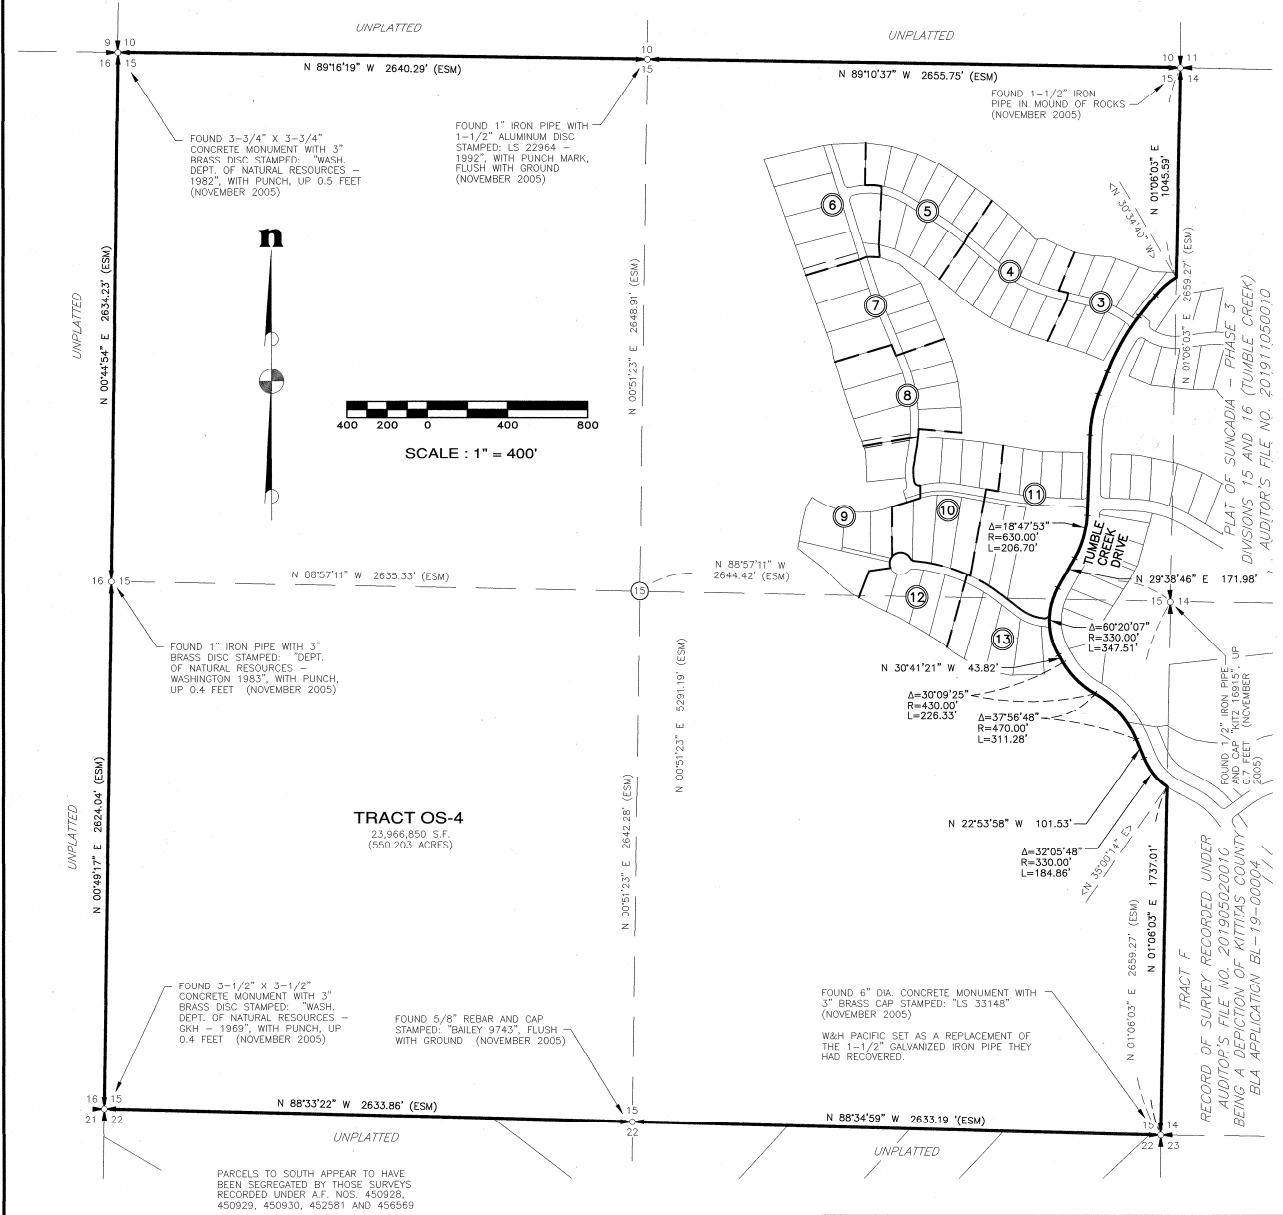 UNPLATTED
UNPLATTED
9 10
16 15
10
15
10 11
15 14
N 89°16'19" W 2640.29' (ESM)
N 89°10'37" W 2655.75' (ESM)
FOUND 3-3/4" X 3-3/4"
CONCRETE MONUMENT WITH 3"
BRASS DISC STAMPED: "WASH.
DEPT. OF NATURAL RESOURCES –
1982", WITH PUNCH, UP 0.5 FEET
(NOVEMBER 2005)
FOUND 1" IRON PIPE WITH
1-1/2" ALUMINUM DISC
STAMPED: LS 22964 –
1992", WITH PUNCH MARK,
FLUSH WITH GROUND
(NOVEMBER 2005)
FOUND 1-1/2" IRON
PIPE IN MOUND OF ROCKS
(NOVEMBER 2005)
N 01°06'03" E
1045.59'
<N 30°34'40" W>
N 01°06'03" E 2659.27' (ESM)
n
UNPLATTED
N 00°44'54" E 2634.23' (ESM)
N 00°51'23" E 2648.91' (ESM)
6
5
4
3
7
8
9
10
11
12
13
400 200 0 400 800
SCALE : 1" = 400'
PLAT OF SUNCADIA – PHASE 3
DIVISIONS 15 AND 16 (TUMBLE CREEK)
AUDITOR'S FILE NO. 201911050010
Δ=18°47'53"
R=630.00'
L=206.70'
TUMBLE
CREEK
DRIVE
N 29°38'46" E 171.98'
16 15
N 88°57'11" W 2635.33' (ESM)
15
N 88°57'11" W
2644.42' (ESM)
15 14
Δ=60°20'07"
R=330.00'
L=347.51'
FOUND 1" IRON PIPE WITH 3"
BRASS DISC STAMPED: "DEPT.
OF NATURAL RESOURCES –
WASHINGTON 1983", WITH PUNCH,
UP 0.4 FEET (NOVEMBER 2005)
N 30°41'21" W 43.82'
Δ=30°09'25"
R=430.00'
L=226.33'
Δ=37°56'48"
R=470.00'
L=311.28'
N 00°51'23" E 5291.19' (ESM)
FOUND 1/2" IRON PIPE
AND CAP "KITZ 16915", UP
0.7 FEET (NOVEMBER
2005)
UNPLATTED
N 00°49'17" E 2624.04' (ESM)
TRACT OS-4
23,966,850 S.F.
(550.203 ACRES)
N 00°51'23" E 2642.28' (ESM)
N 22°53'58" W 101.53'
Δ=32°05'48"
R=330.00'
L=184.86'
<N 35°00'14" E>
N 01°06'03" E 1737.01'
N 01°06'03" E 2659.27' (ESM)
TRACT F
RECORD OF SURVEY RECORDED UNDER
AUDITOR'S FILE NO. 201905020010
BEING A DEPICTION OF KITTITAS COUNTY
BLA APPLICATION BL-19-00004
FOUND 3-1/2" X 3-1/2"
CONCRETE MONUMENT WITH 3"
BRASS DISC STAMPED: "WASH.
DEPT. OF NATURAL RESOURCES –
GKH – 1969", WITH PUNCH, UP
0.4 FEET (NOVEMBER 2005)
FOUND 5/8" REBAR AND CAP
STAMPED: "BAILEY 9743", FLUSH
WITH GROUND (NOVEMBER 2005)
FOUND 6" DIA. CONCRETE MONUMENT WITH
3" BRASS CAP STAMPED: "LS 33148"
(NOVEMBER 2005)
W&H PACIFIC SET AS A REPLACEMENT OF
THE 1-1/2" GALVANIZED IRON PIPE THEY
HAD RECOVERED.
16 15
21 22
N 88°33'22" W 2633.86' (ESM)
15
22
N 88°34'59" W 2633.19 '(ESM)
15 14
22 23
UNPLATTED
UNPLATTED
PARCELS TO SOUTH APPEAR TO HAVE
BEEN SEGREGATED BY THOSE SURVEYS
RECORDED UNDER A.F. NOS. 450928,
450929, 450930, 452581 AND 456569